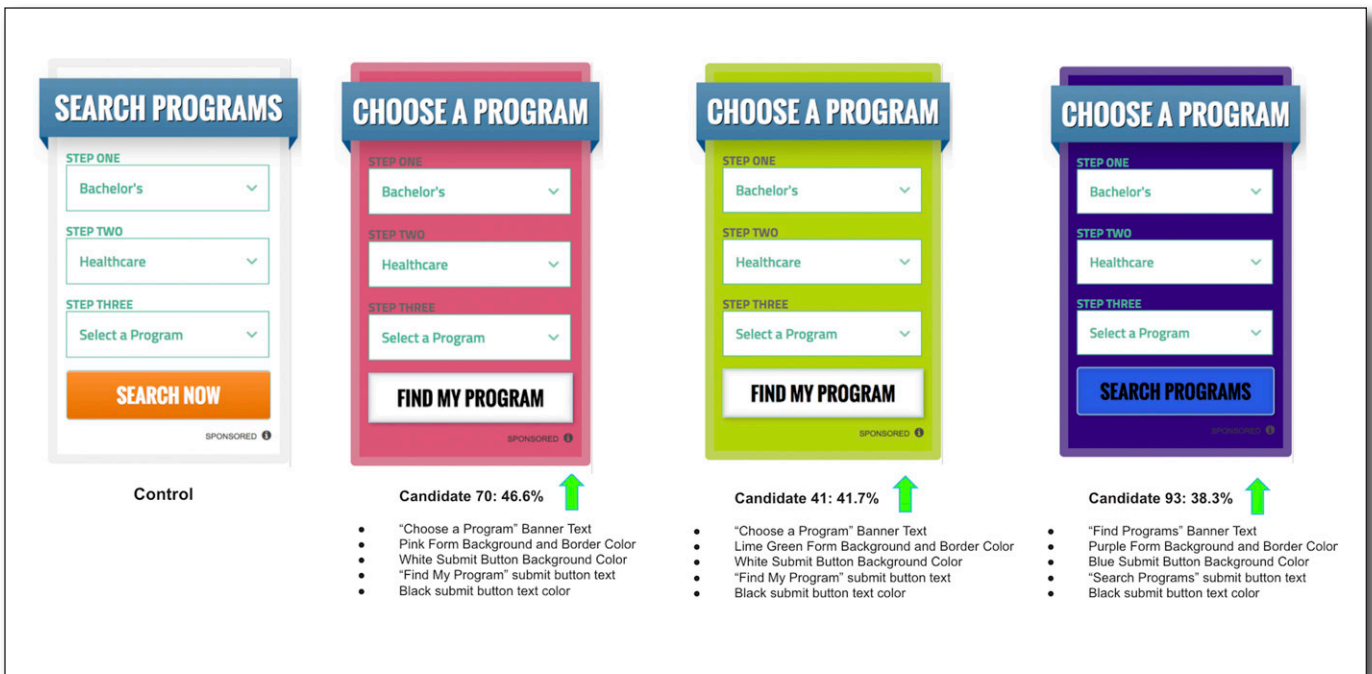 SEARCH PROGRAMS
STEP ONE
Bachelor's
STEP TWO
Healthcare
STEP THREE
Select a Program
SEARCH NOW
SPONSORED
Control
CHOOSE A PROGRAM
STEP ONE
Bachelor's
STEP TWO
Healthcare
STEP THREE
Select a Program
FIND MY PROGRAM
SPONSORED
Candidate 70: 46.6%
• “Choose a Program” Banner Text
• Pink Form Background and Border Color
• White Submit Button Background Color
• “Find My Program” submit button text
• Black submit button text color
CHOOSE A PROGRAM
STEP ONE
Bachelor's
STEP TWO
Healthcare
STEP THREE
Select a Program
FIND MY PROGRAM
SPONSORED
Candidate 41: 41.7%
• “Choose a Program” Banner Text
• Lime Green Form Background and Border Color
• White Submit Button Background Color
• “Find My Program” submit button text
• Black submit button text color
CHOOSE A PROGRAM
STEP ONE
Bachelor's
STEP TWO
Healthcare
STEP THREE
Select a Program
SEARCH PROGRAMS
SPONSORED
Candidate 93: 38.3%
• “Find Programs” Banner Text
• Purple Form Background and Border Color
• Blue Submit Button Background Color
• “Search Programs” submit button text
• Black submit button text color